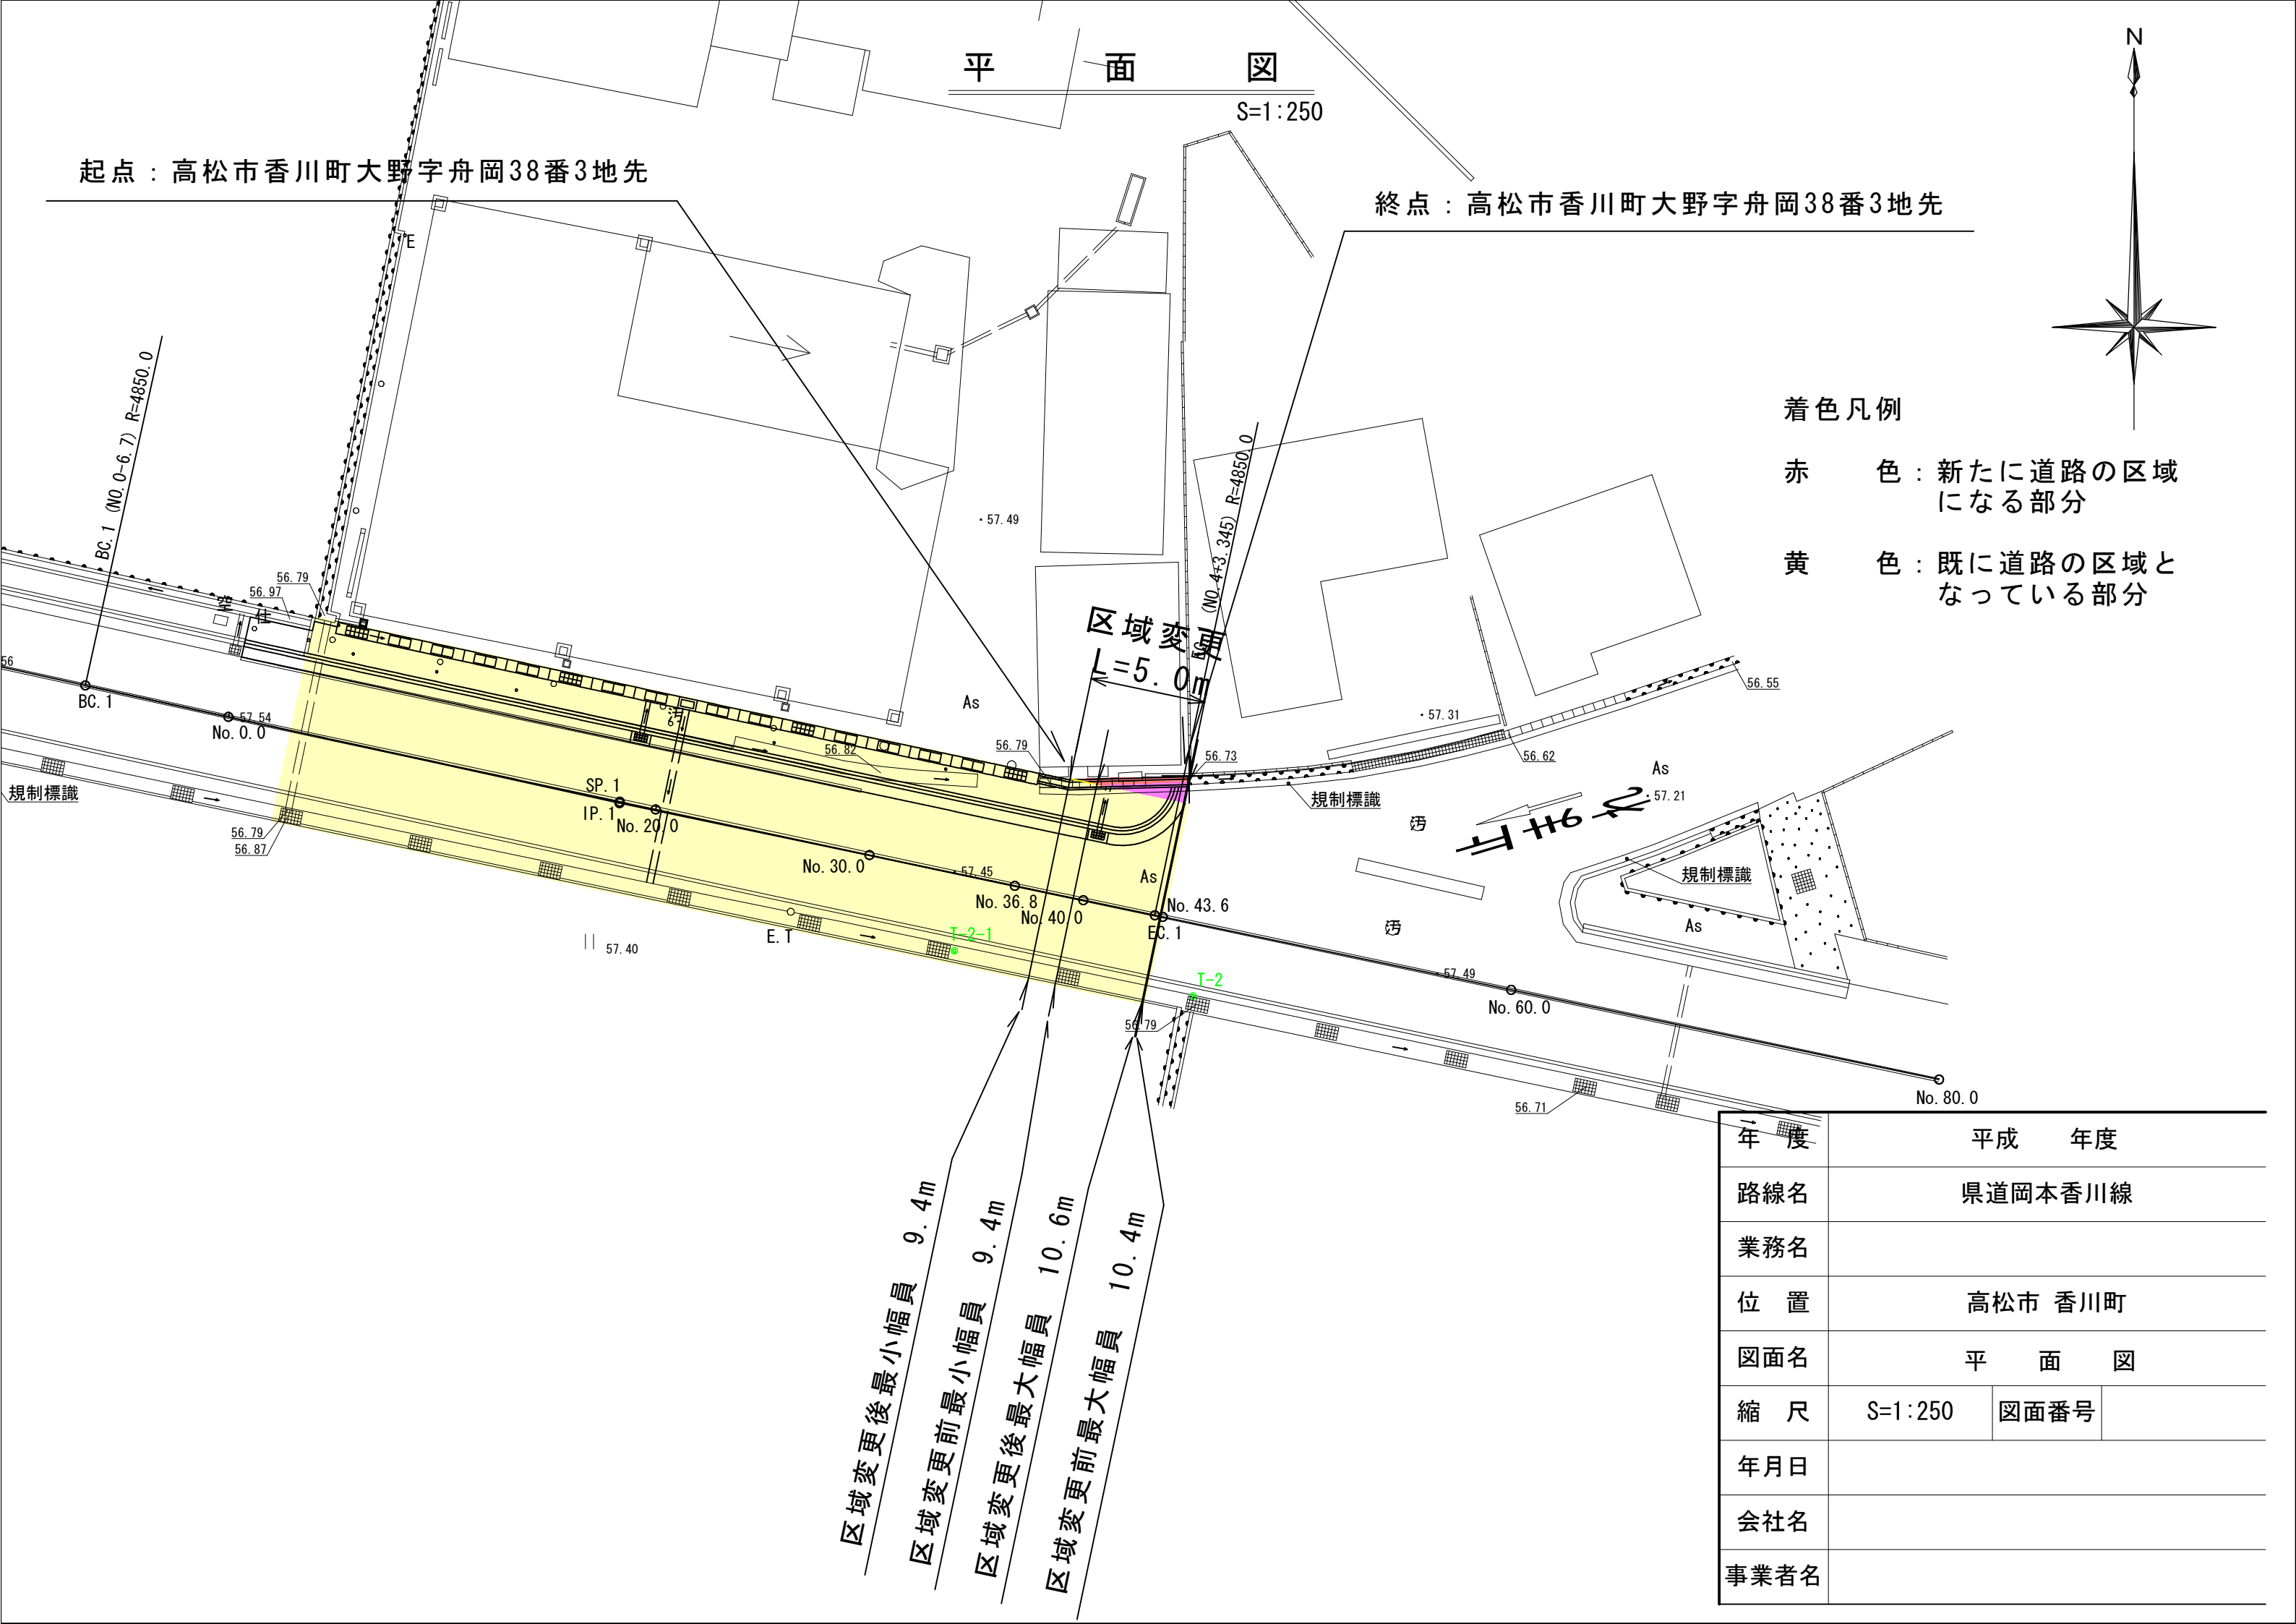 平　面　図
S=1:250
N
起点：高松市香川町大野字舟岡38番3地先
終点：高松市香川町大野字舟岡38番3地先
着色凡例
赤　色：新たに道路の区域
になる部分
黄　色：既に道路の区域と
なっている部分
E
BC.1 (NO.0-6.7) R=4850.0
EC.1 (NO.4+3.345) R=4850.0
区域変更
L=5.0m
57.49
56.79
56.97
空
仕
56
BC.1
57.54
No.0.0
規制標識
56.79
56.87
SP.1
IP.1
No.20.0
汚
56.82
As
56.79
56.73
57.31
56.55
56.62
As
規制標識
57.21
止まれ
汚
汚
規制標識
As
No.30.0
57.45
No.36.8
No.40.0
As
No.43.6
EC.1
E.T
57.40
T-2-1
T-2
56.79
57.49
No.60.0
56.71
No.80.0
区域変更後最小幅員　9.4m
区域変更前最小幅員　9.4m
区域変更後最大幅員　10.6m
区域変更前最大幅員　10.4m
年　度　平成　　年度
路線名　県道岡本香川線
業務名
位　置　高松市 香川町
図面名　平　面　図
縮　尺　S=1:250　図面番号
年月日
会社名
事業者名